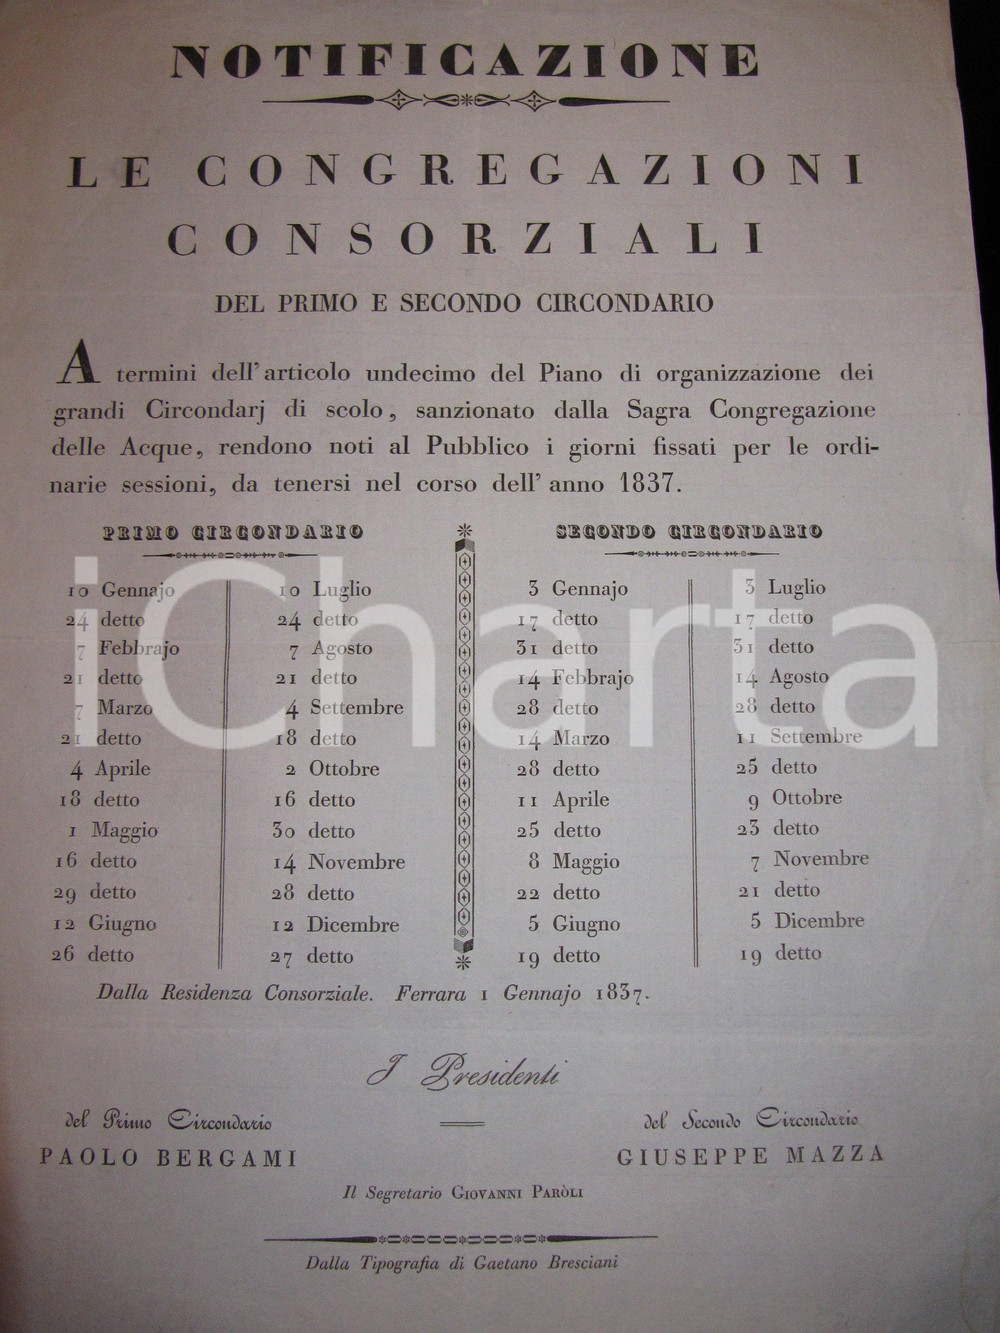 NOTIFICAZIONE
LE CONGREGAZIONI
CONSORZIALI
DEL PRIMO E SECONDO CIRCONDARIO
A termini dell'articolo undecimo del Piano di organizzazione dei
grandi Circondarj di scolo, sanzionato dalla Sagra Congregazione
delle Acque, rendono noti al Pubblico i giorni fissati per le ordi-
narie sessioni, da tenersi nel corso dell'anno 1837.
PRIMO CIRCONDARIO
10 Gennajo
24 detto
7 Febbrajo
21 detto
7 Marzo
21 detto
4 Aprile
18 detto
1 Maggio
16 detto
29 detto
12 Giugno
26 detto
10 Luglio
24 detto
7 Agosto
21 detto
4 Settembre
18 detto
2 Ottobre
16 detto
30 detto
14 Novembre
28 detto
12 Dicembre
27 detto
SECONDO CIRCONDARIO
3 Gennajo
17 detto
31 detto
14 Febbrajo
28 detto
14 Marzo
28 detto
11 Aprile
25 detto
8 Maggio
22 detto
5 Giugno
19 detto
3 Luglio
17 detto
31 detto
14 Agosto
28 detto
11 Settembre
25 detto
9 Ottobre
23 detto
7 Novembre
21 detto
5 Dicembre
19 detto
iCharta
Dalla Residenza Consorziale. Ferrara 1 Gennajo 1837.
I Presidenti
del Primo Circondario
PAOLO BERGAMI
del Secondo Circondario
GIUSEPPE MAZZA
Il Segretario GIOVANNI PARÒLI
Dalla Tipografia di Gaetano Bresciani